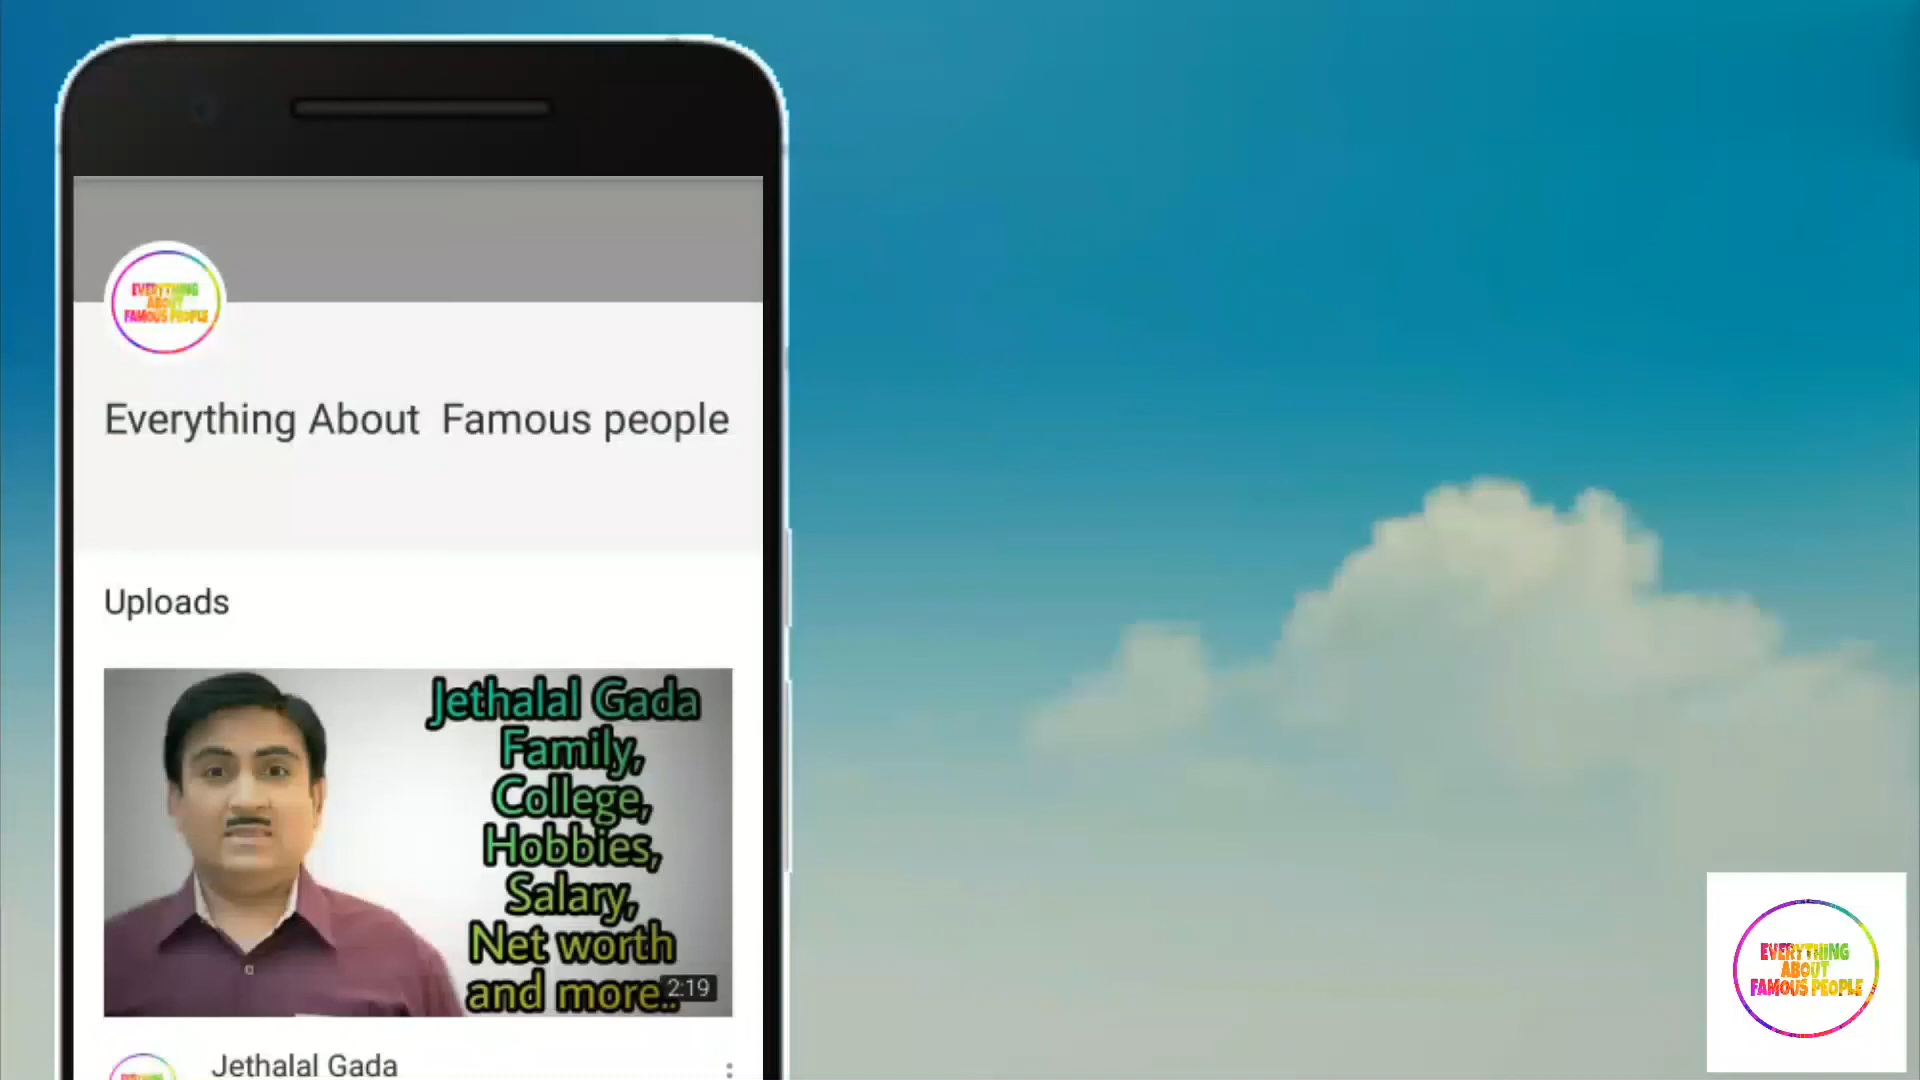 EVERYTHING
ABOUT
FAMOUS PEOPLE
Everything About  Famous people
Uploads
Jethalal Gada
Family,
College,
Hobbies,
Salary,
Net worth
and more..
2:19
Jethalal Gada
EVERYTHING
ABOUT
FAMOUS PEOPLE